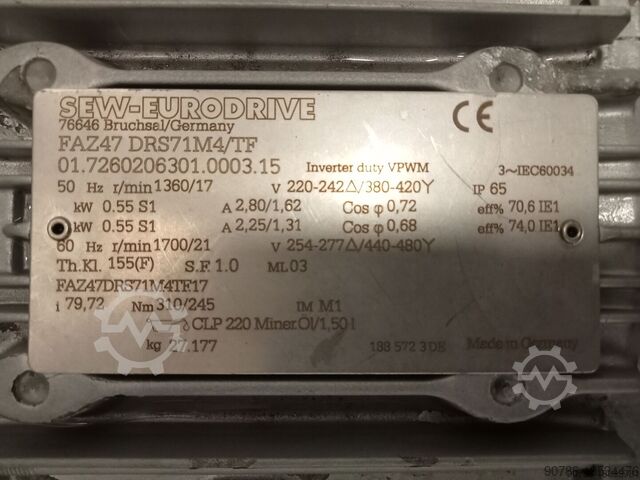 SEW-EURODRIVE
76646 Bruchsal/Germany
FAZ47 DRS71M4/TF
01.7260206301.0003.15 Inverter duty VPWM 3~IEC60034
50 Hz r/min 1360/17 V 220-242Δ/380-420Y IP 65
kW 0.55 S1 A 2,80/1,62 Cos φ 0,72 eff% 70,6 IE1
kW 0.55 S1 A 2,25/1,31 Cos φ 0,68 eff% 74,0 IE1
60 Hz r/min 1700/21 V 254-277Δ/440-480Y
Th.Kl. 155(F) S.F. 1.0 ML 03
FAZ47DRS71M4TF17
i 79,72 Nm 310/245 IM M1
CLP 220 Miner.Öl/1,50 l
kg 27.177 188 572 3 DE Made in Germany
CE